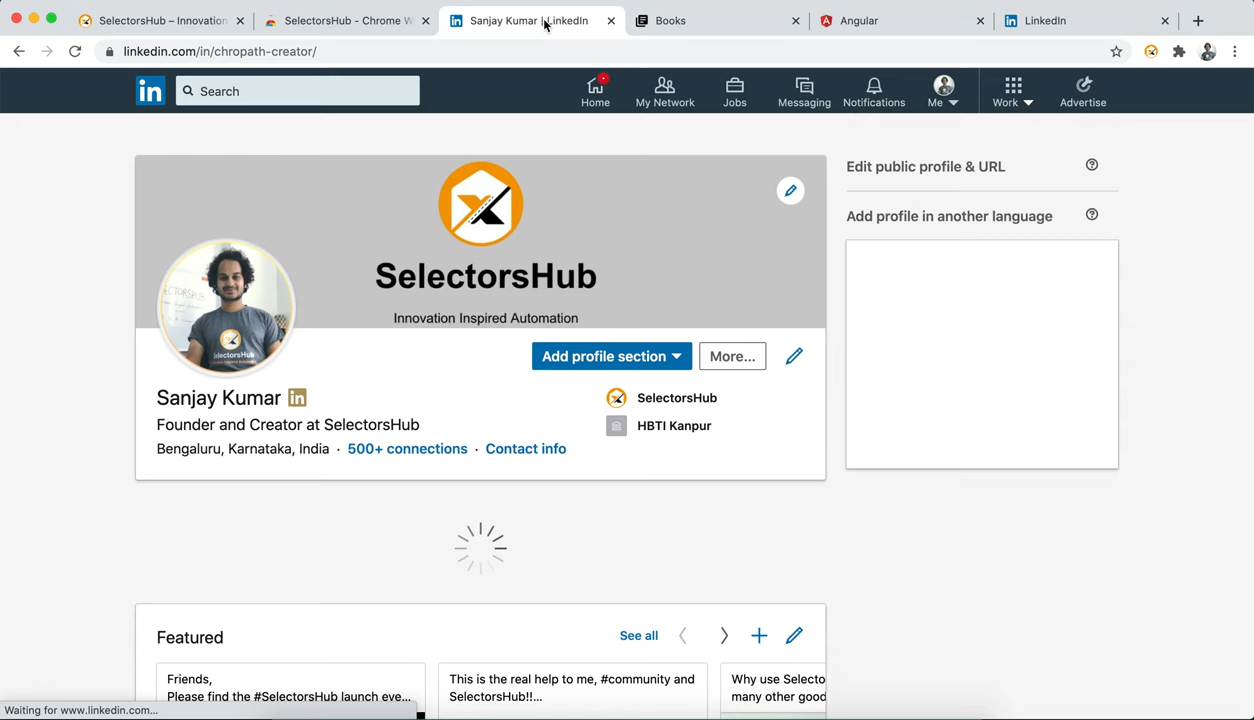 SelectorsHub – Innovation
SelectorsHub - Chrome W
Sanjay Kumar | LinkedIn
Books
Angular
LinkedIn
linkedin.com/in/chropath-creator/
in
Search
Home
My Network
Jobs
Messaging
Notifications
Me
Work
Advertise
SelectorsHub
Innovation Inspired Automation
Edit public profile & URL
Add profile in another language
SelectorsHub
Add profile section
More...
Sanjay Kumar in
Founder and Creator at SelectorsHub
Bengaluru, Karnataka, India · 500+ connections · Contact info
SelectorsHub
HBTI Kanpur
Featured
See all
Friends,
Please find the #SelectorsHub launch eve...
This is the real help to me, #community and
SelectorsHub!!...
Why use Selecto
many other good
Waiting for www.linkedin.com...